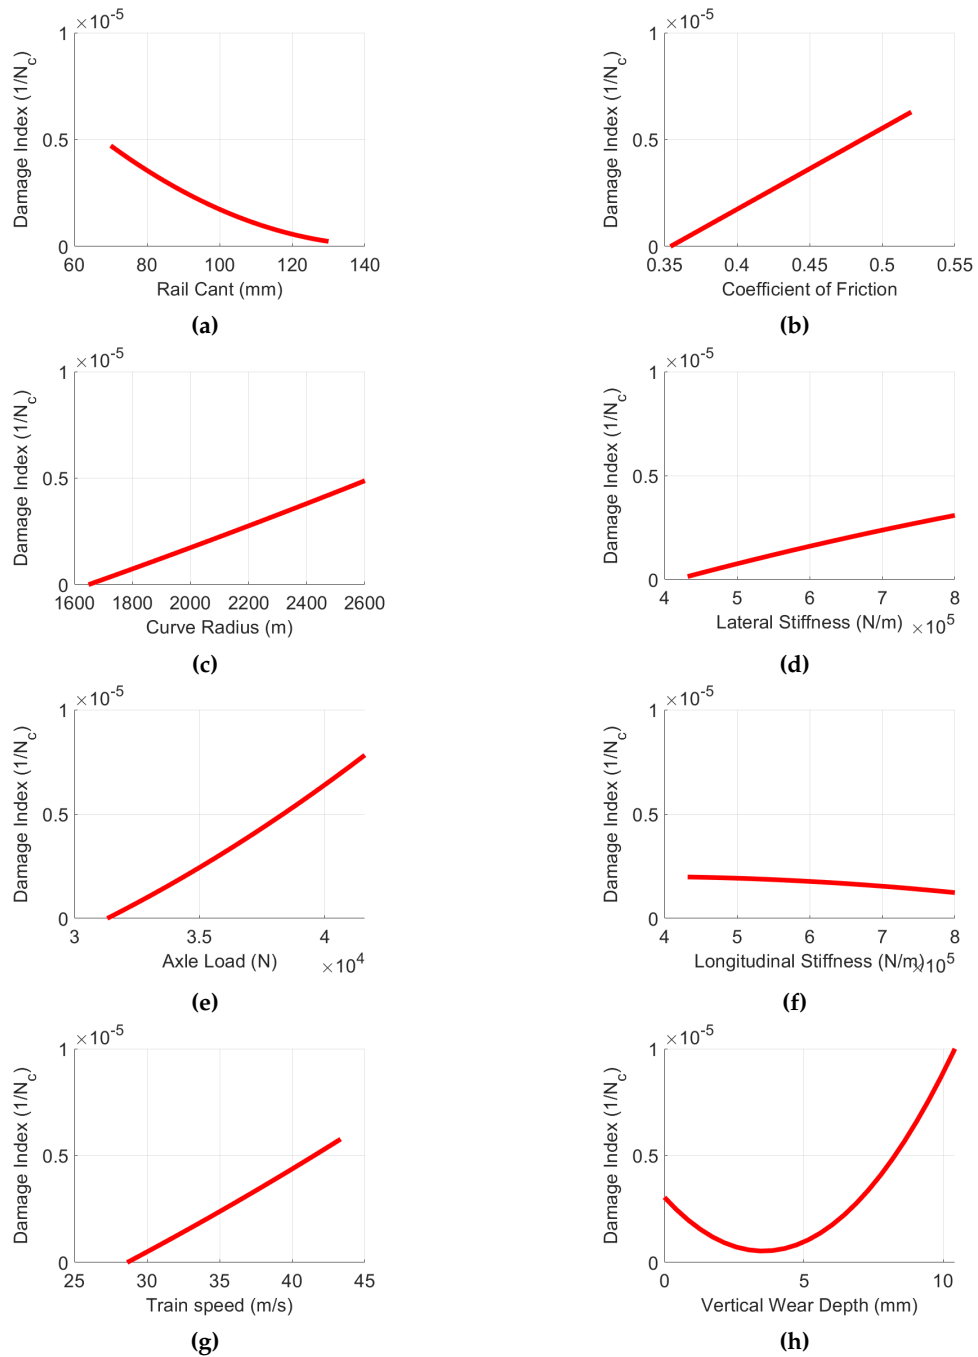 ×10^-5
1
0.5
0
Damage Index (1/N_c)
60 80 100 120 140
Rail Cant (mm)
(a)
×10^-5
1
0.5
0
Damage Index (1/N_c)
0.35 0.4 0.45 0.5 0.55
Coefficient of Friction
(b)
×10^-5
1
0.5
0
Damage Index (1/N_c)
1600 1800 2000 2200 2400 2600
Curve Radius (m)
(c)
×10^-5
1
0.5
0
Damage Index (1/N_c)
4 5 6 7 8
Lateral Stiffness (N/m) ×10^5
(d)
×10^-5
1
0.5
0
Damage Index (1/N_c)
3 3.5 4
Axle Load (N) ×10^4
(e)
×10^-5
1
0.5
0
Damage Index (1/N_c)
4 5 6 7 8
Longitudinal Stiffness (N/m) ×10^5
(f)
×10^-5
1
0.5
0
Damage Index (1/N_c)
25 30 35 40 45
Train speed (m/s)
(g)
×10^-5
1
0.5
0
Damage Index (1/N_c)
0 5 10
Vertical Wear Depth (mm)
(h)